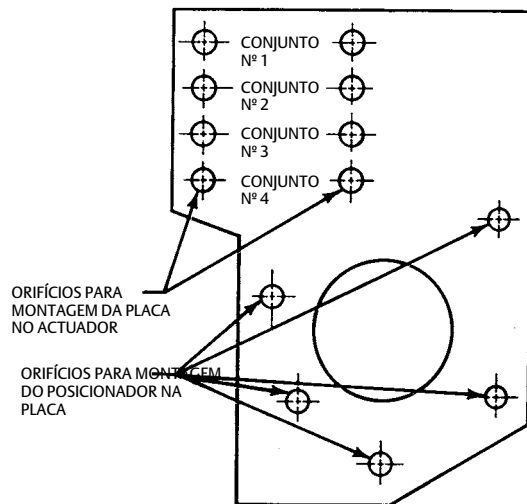 CONJUNTO
Nº 1
CONJUNTO
Nº 2
CONJUNTO
Nº 3
CONJUNTO
Nº 4
ORIFÍCIOS PARA
MONTAGEM DA PLACA
NO ACTUADOR
ORIFÍCIOS PARA MONTAGEM
DO POSICIONADOR NA
PLACA